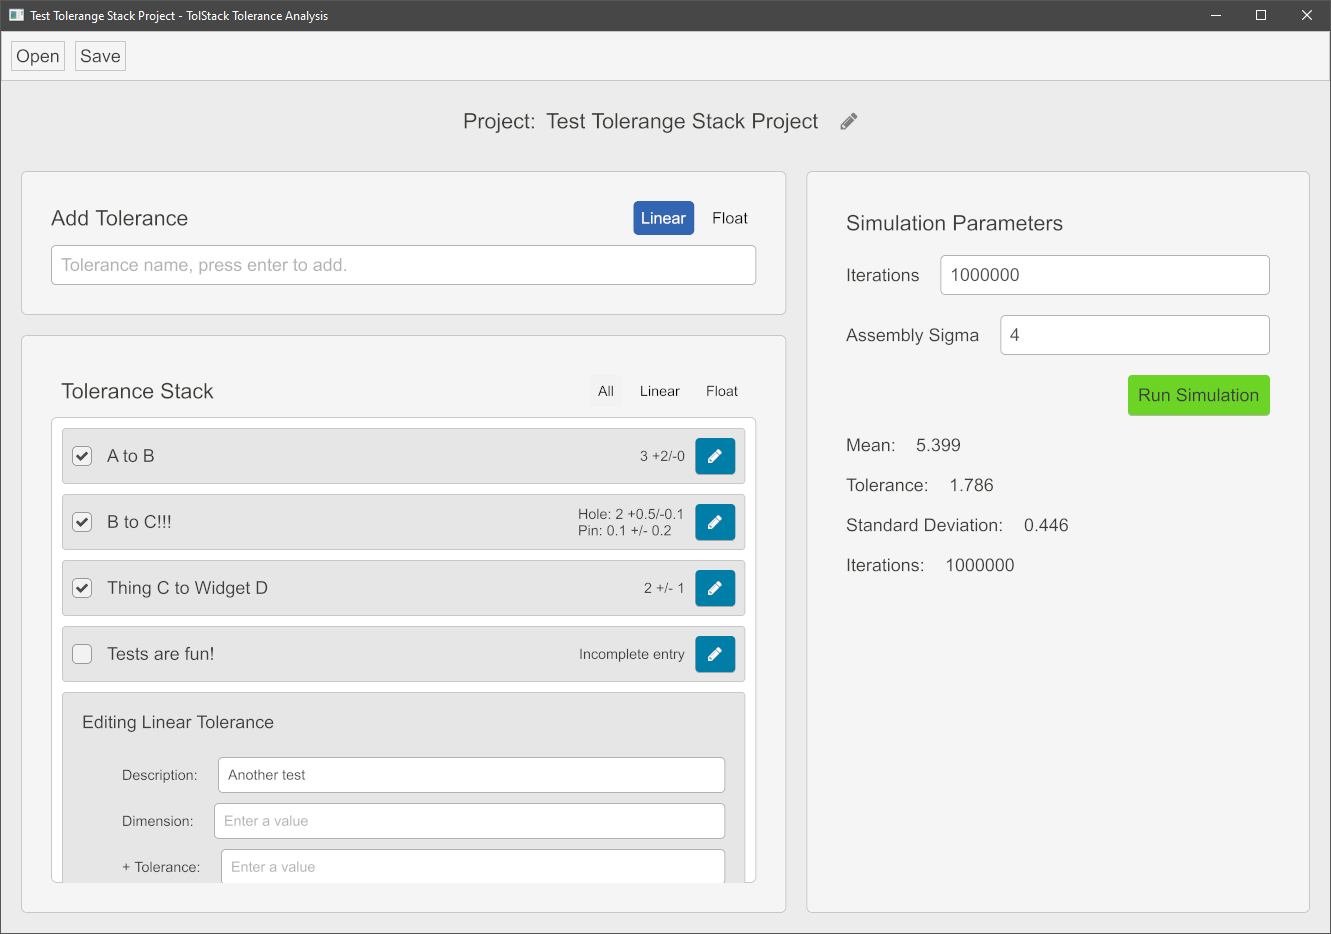 Test Tolerange Stack Project - TolStack Tolerance Analysis
Open Save
Project: Test Tolerange Stack Project
Add Tolerance
Linear Float
Tolerance name, press enter to add.
Tolerance Stack
All Linear Float
A to B
3 +2/-0
B to C!!!
Hole: 2 +0.5/-0.1
Pin: 0.1 +/- 0.2
Thing C to Widget D
2 +/- 1
Tests are fun!
Incomplete entry
Editing Linear Tolerance
Description: Another test
Dimension: Enter a value
+ Tolerance: Enter a value
Simulation Parameters
Iterations 1000000
Assembly Sigma 4
Run Simulation
Mean: 5.399
Tolerance: 1.786
Standard Deviation: 0.446
Iterations: 1000000